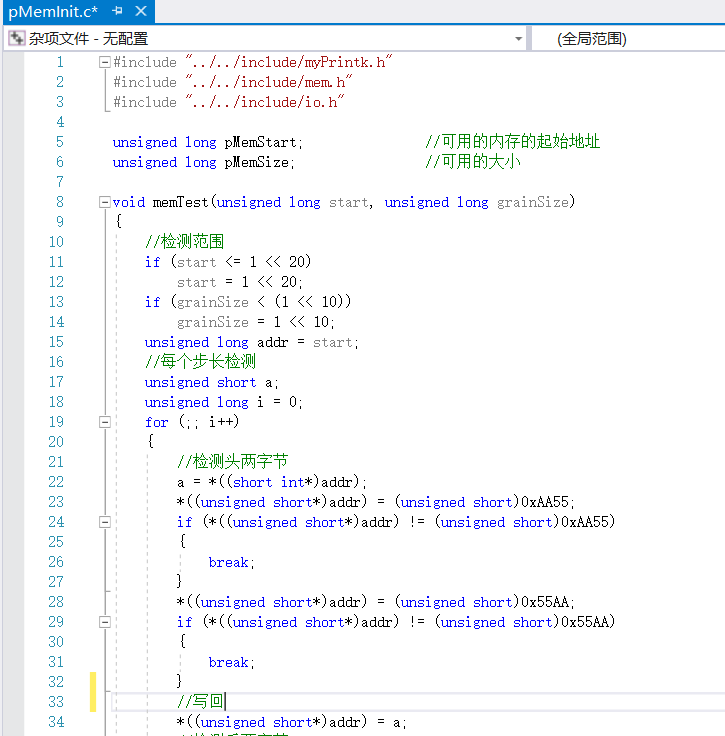 pMemInit.c*
杂项文件 - 无配置 (全局范围)
1 #include "../../include/myPrintk.h"
2 #include "../../include/mem.h"
3 #include "../../include/io.h"
4
5 unsigned long pMemStart; //可用的内存的起始地址
6 unsigned long pMemSize; //可用的大小
7
8 void memTest(unsigned long start, unsigned long grainSize)
9 {
10 //检测范围
11 if (start <= 1 << 20)
12 start = 1 << 20;
13 if (grainSize < (1 << 10))
14 grainSize = 1 << 10;
15 unsigned long addr = start;
16 //每个步长检测
17 unsigned short a;
18 unsigned long i = 0;
19 for (;; i++)
20 {
21 //检测头两字节
22 a = *((short int*)addr);
23 *((unsigned short*)addr) = (unsigned short)0xAA55;
24 if (*((unsigned short*)addr) != (unsigned short)0xAA55)
25 {
26 break;
27 }
28 *((unsigned short*)addr) = (unsigned short)0x55AA;
29 if (*((unsigned short*)addr) != (unsigned short)0x55AA)
30 {
31 break;
32 }
33 //写回
34 *((unsigned short*)addr) = a;